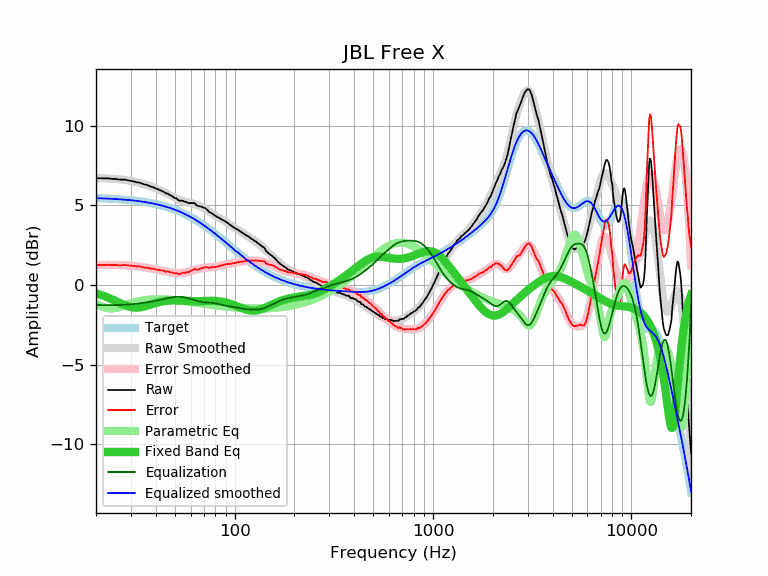 JBL Free X
Amplitude (dBr)
10
5
0
−5
−10
Target
Raw Smoothed
Error Smoothed
Raw
Error
Parametric Eq
Fixed Band Eq
Equalization
Equalized smoothed
100
1000
10000
Frequency (Hz)